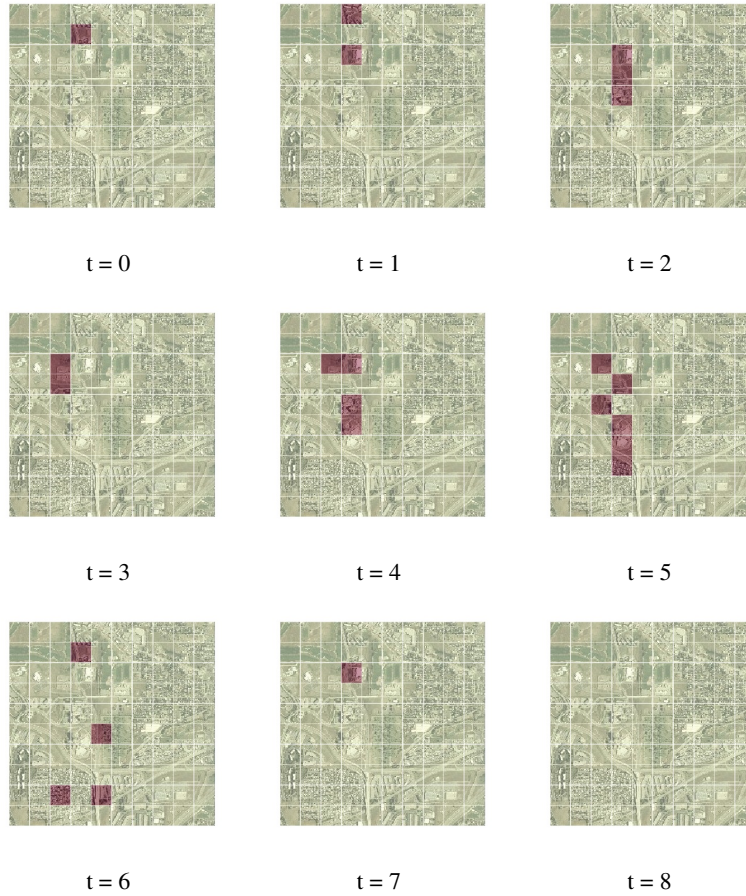 t = 0
t = 1
t = 2
t = 3
t = 4
t = 5
t = 6
t = 7
t = 8